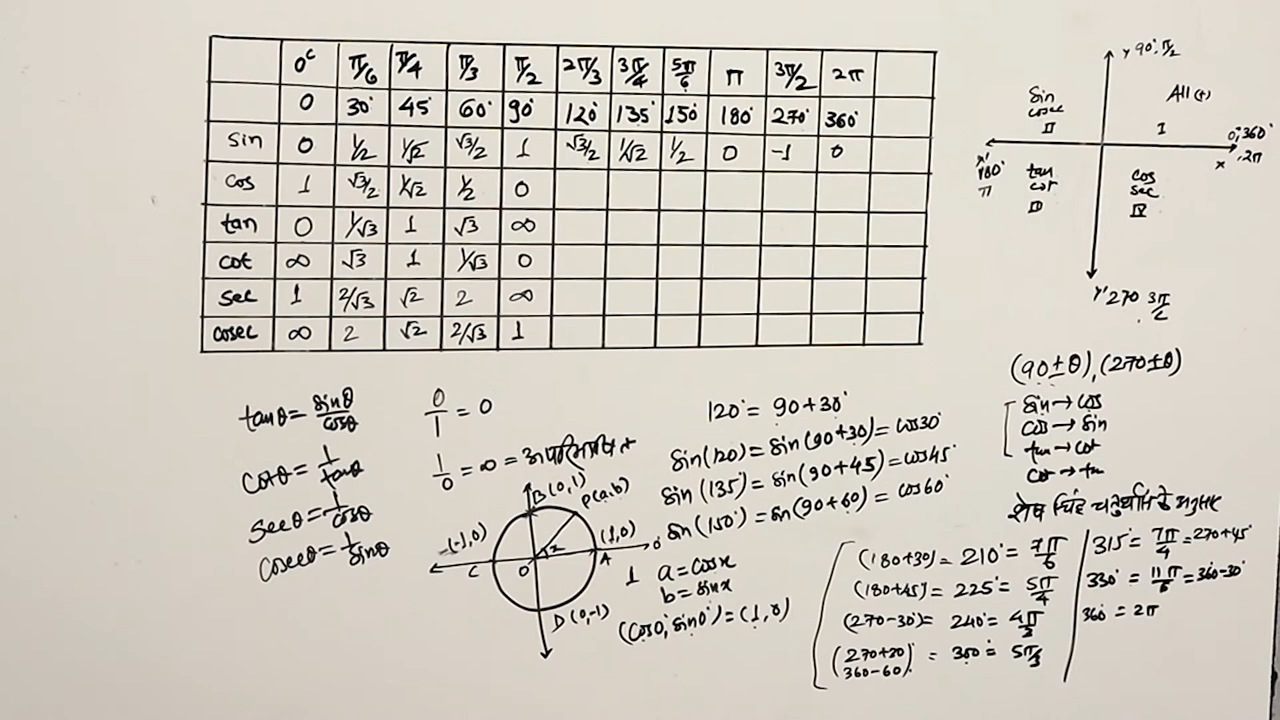 0ᶜ π/6 π/4 π/3 π/2 2π/3 3π/4 5π/6 π 3π/2 2π
0 30° 45° 60° 90° 120° 135° 150° 180° 270° 360°
sin 0 1/2 1/√2 √3/2 1 √3/2 1/√2 1/2 0 -1 0
cos 1 √3/2 1/√2 1/2 0
tan 0 1/√3 1 √3 ∞
cot ∞ √3 1 1/√3 0
sec 1 2/√3 √2 2 ∞
cosec ∞ 2 √2 2/√3 1
y 90° π/2
Sin
cosec
II
All (+)
I
0, 360°
x , 2π
x'
180°
π
tan
cot
cos
sec
IV
y' 270 3π/2
tanθ = sinθ/cosθ
cotθ = 1/tanθ
secθ = 1/cosθ
cosecθ = 1/sinθ
0/1 = 0
1/0 = ∞ = अपरिभाषित
B(0,1)
P(a,b)
(-1,0)
(1,0)
C
O
x
A
0°
D(0,-1)
1
a = cosx
b = sinx
(cos0°, sin0°) = (1,0)
120° = 90+30°
Sin(120) = sin(90+30) = cos30°
sin(135°) = sin(90+45) = cos45°
sin(150°) = sin(90+60) = cos60°
(90±θ), (270±θ)
Sin → cos
cos → sin
tan → cot
cot → tan
शेष चिंह चतुर्थांस के अनुसार
(180+30) = 210° = 7π/6
(180+45) = 225° = 5π/4
(270-30°) = 240° = 4π/3
(270+30
360-60) = 300 = 5π/3
315° = 7π/4 = 270+45°
330° = 11π/6 = 360-30°
360 = 2π